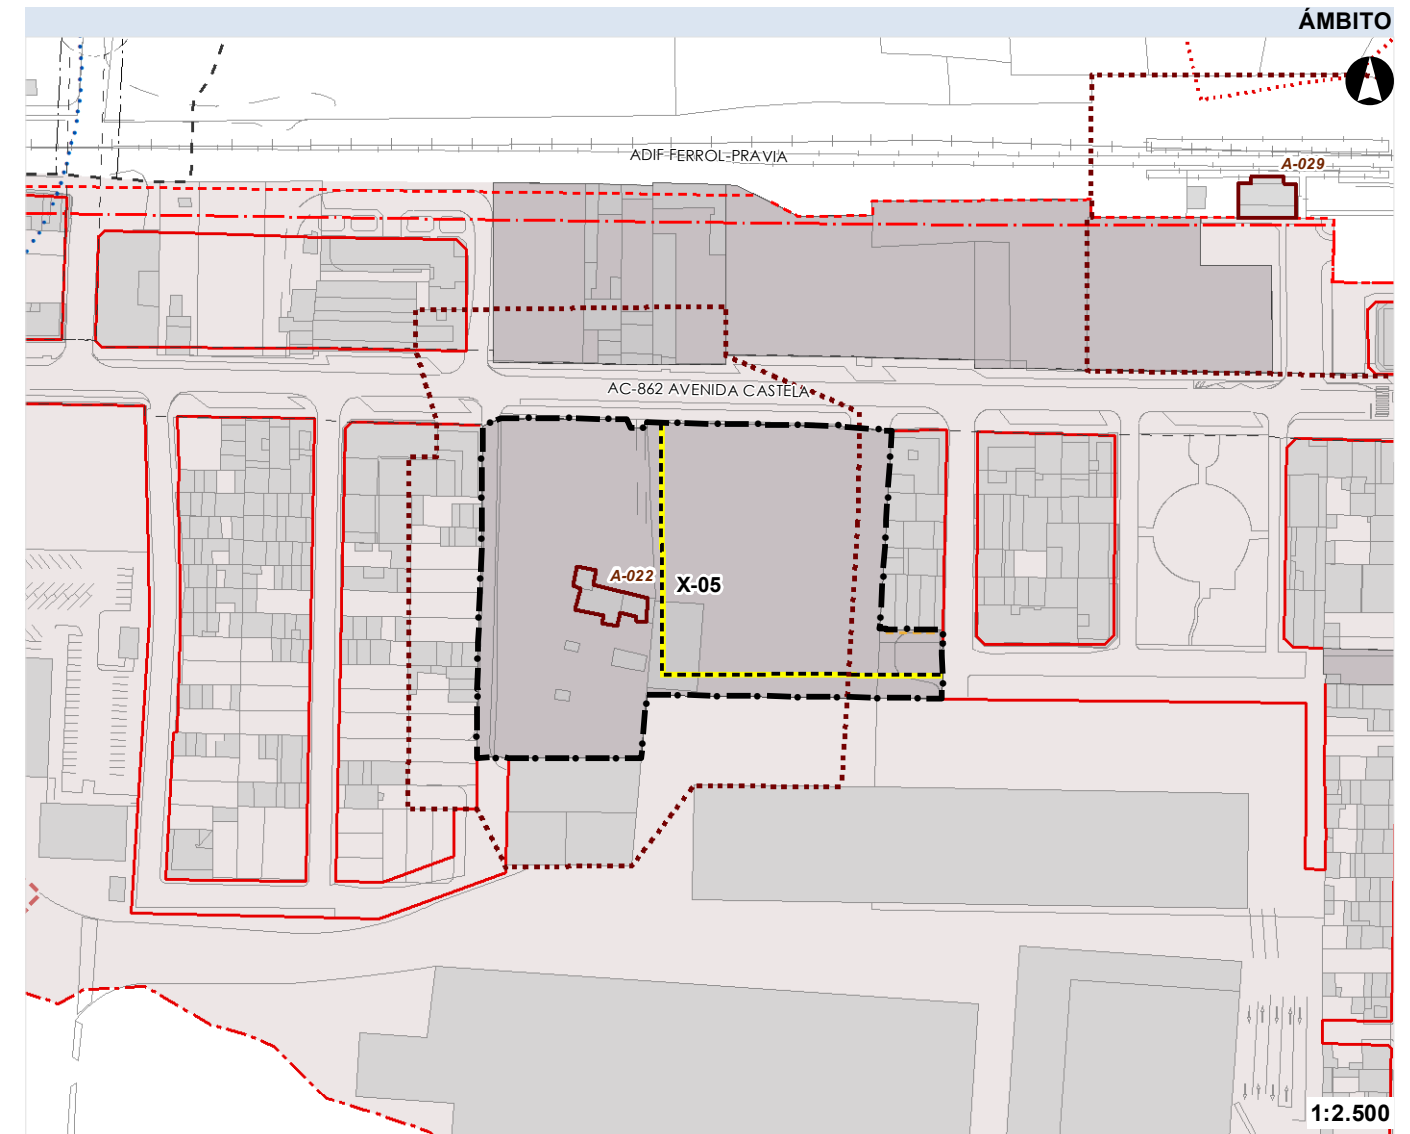 ÁMBITO
ADIF FERROL-PRAVIA
A-029
AC-862 AVENIDA CASTELA
A-022
X-05
1:2.500